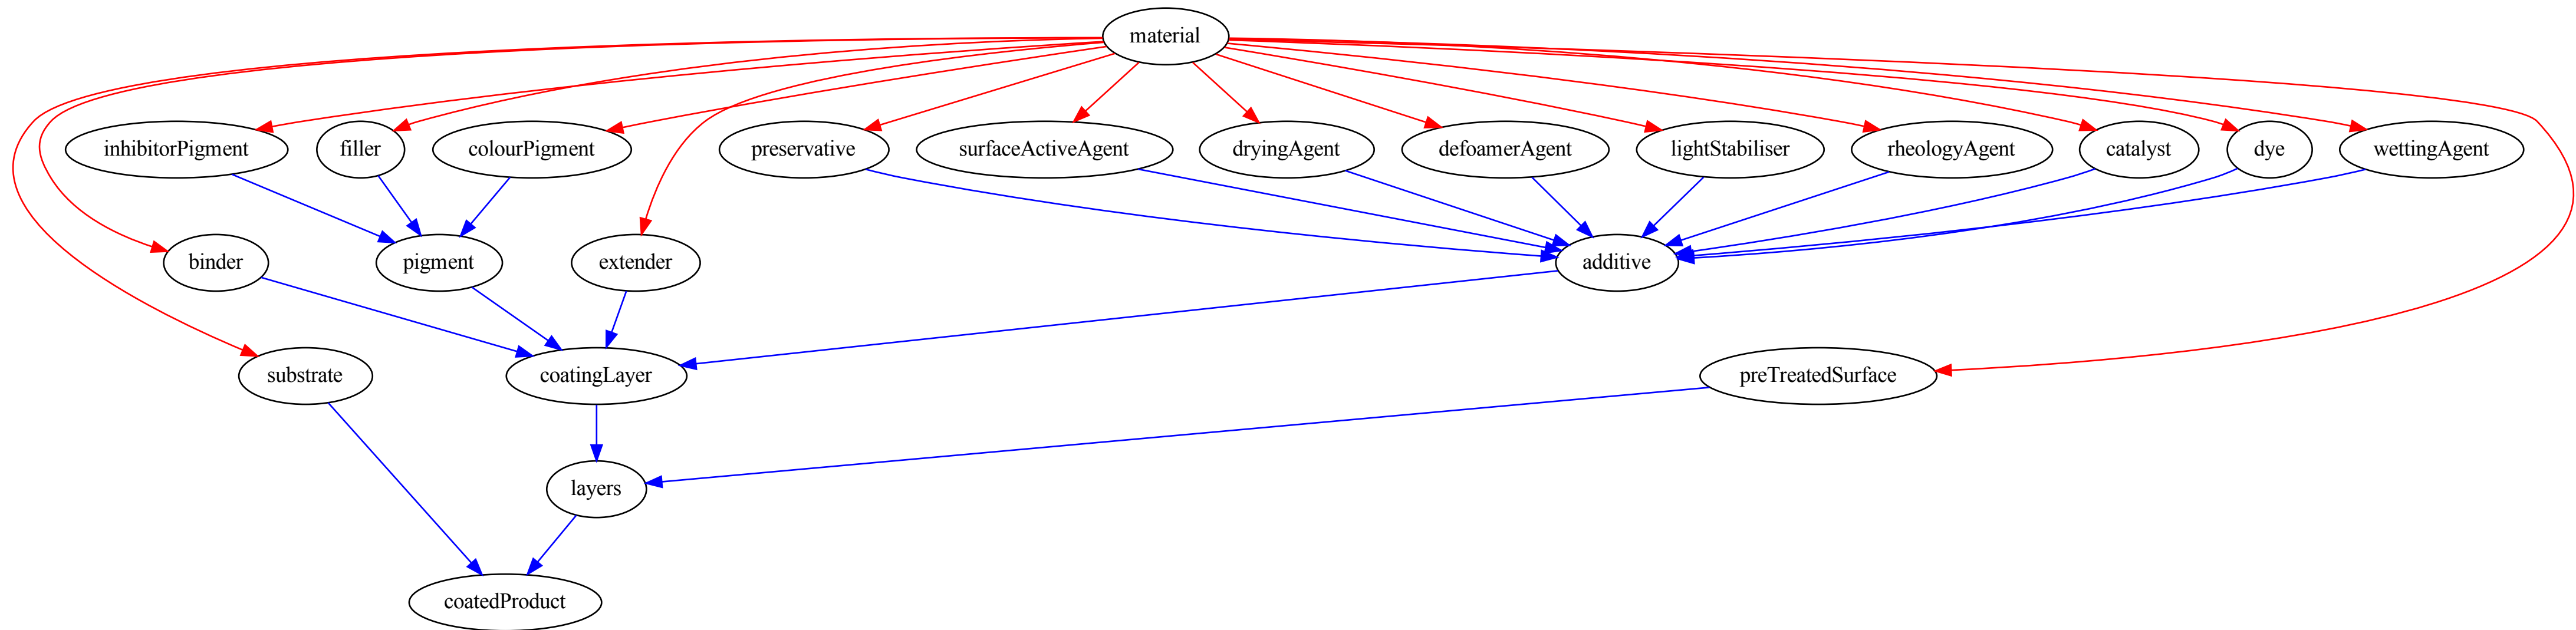 material
inhibitorPigment
filler
colourPigment
preservative
surfaceActiveAgent
dryingAgent
defoamerAgent
lightStabiliser
rheologyAgent
catalyst
dye
wettingAgent
binder
pigment
extender
additive
substrate
coatingLayer
preTreatedSurface
layers
coatedProduct